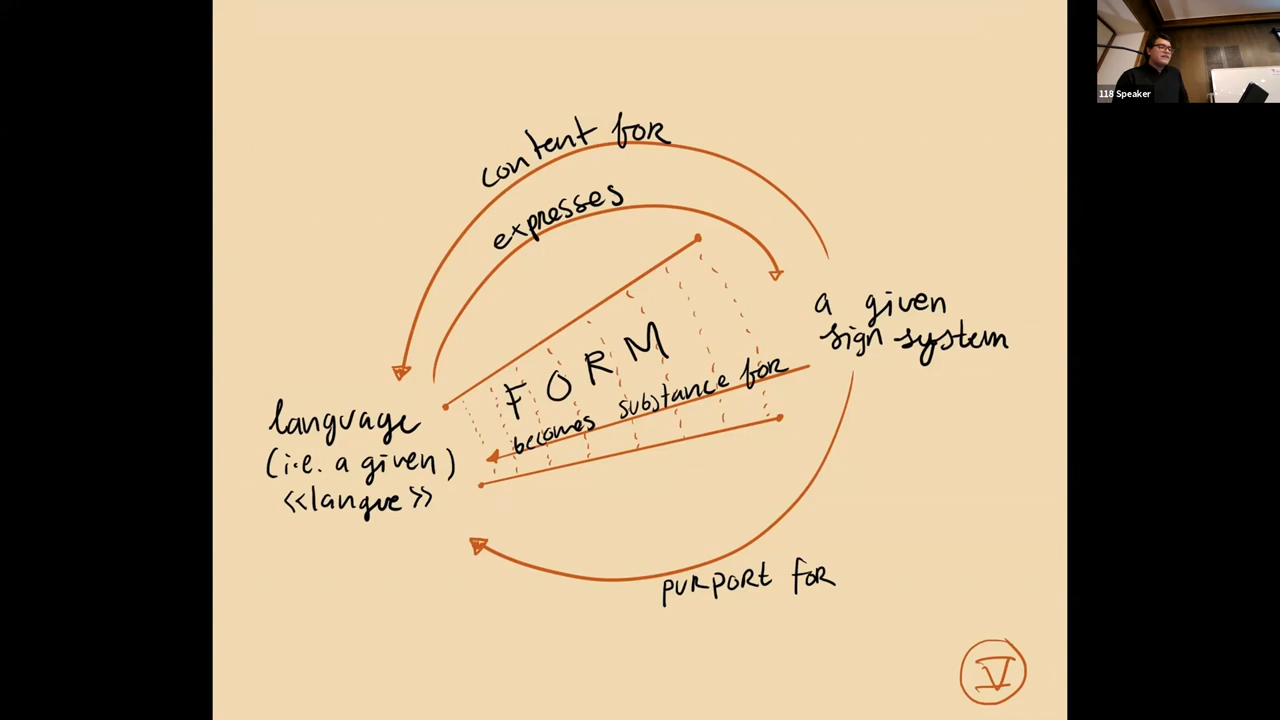 content for
expresses
a given
sign system
FORM
becomes substance for
language
(i.e. a given)
<<langue>>
purport for
V
118 Speaker